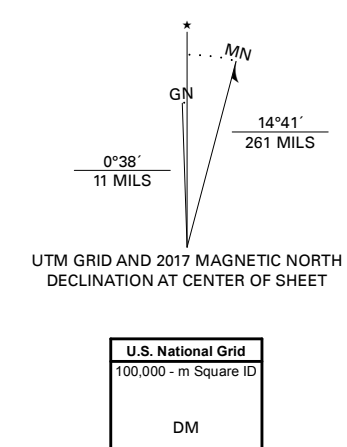 ★
MN
GN
14°41´
261 MILS
0°38´
11 MILS
UTM GRID AND 2017 MAGNETIC NORTH
DECLINATION AT CENTER OF SHEET
U.S. National Grid
100,000 - m Square ID
DM